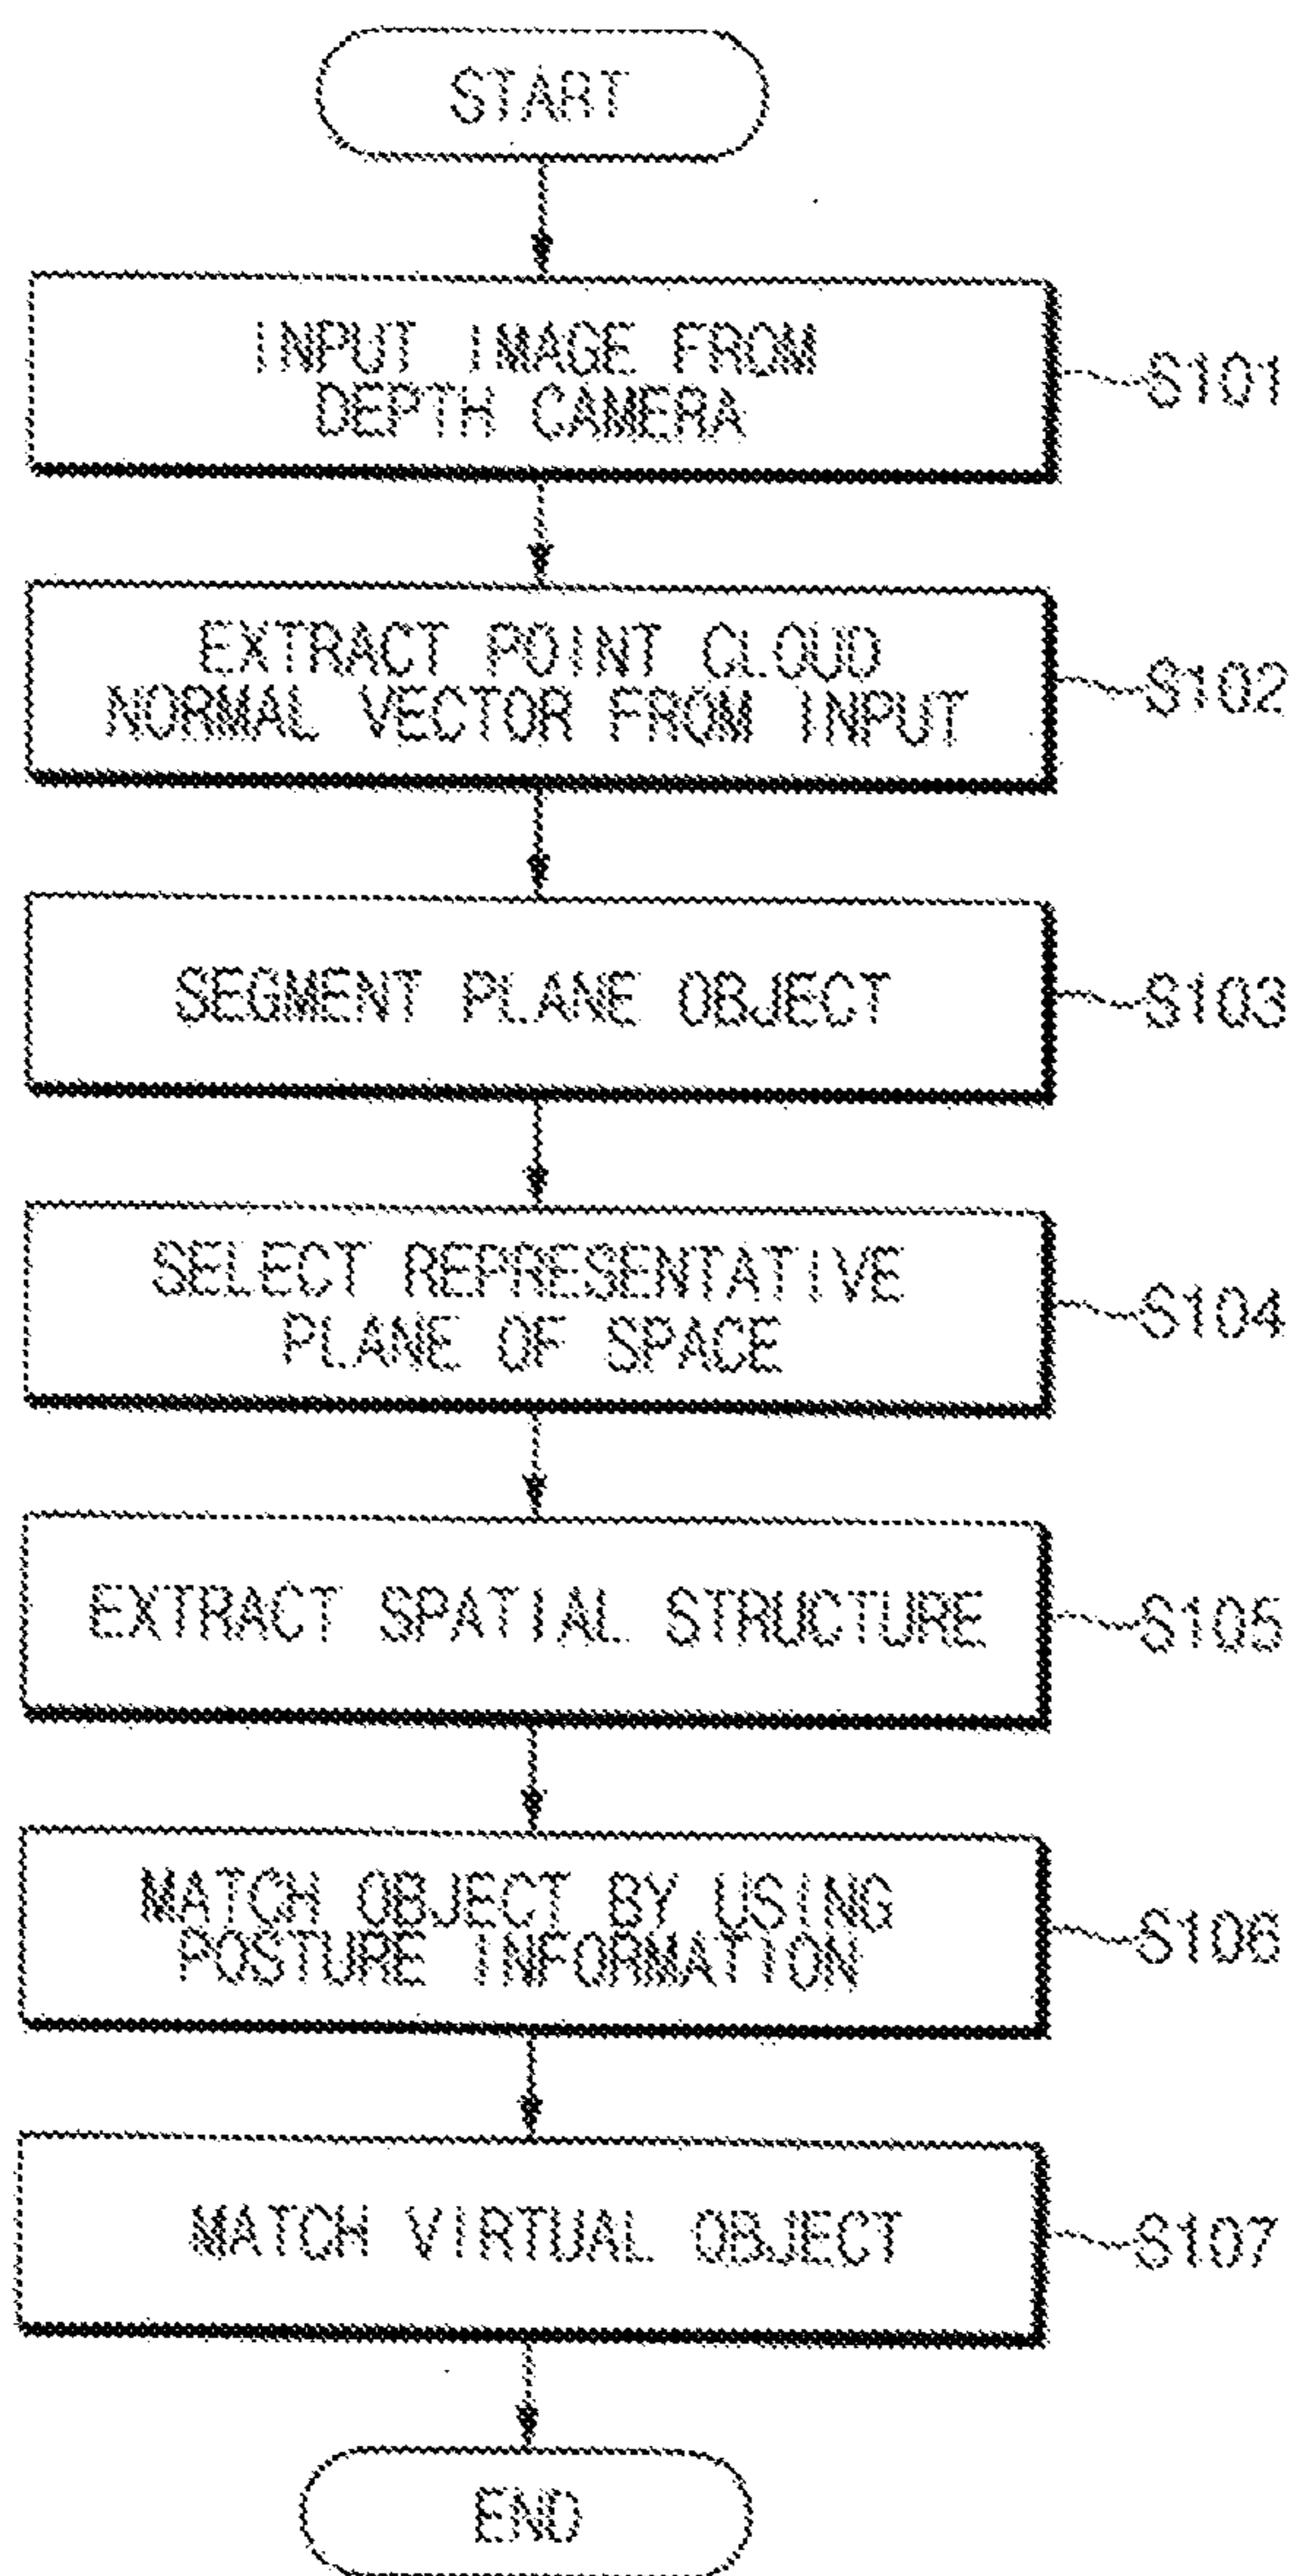 START
INPUT IMAGE FROM
DEPTH CAMERA
S101
EXTRACT POINT CLOUD
NORMAL VECTOR FROM INPUT
S102
SEGMENT PLANE OBJECT
S103
SELECT REPRESENTATIVE
PLANE OF SPACE
S104
EXTRACT SPATIAL STRUCTURE
S105
MATCH OBJECT BY USING
POSTURE INFORMATION
S106
MATCH VIRTUAL OBJECT
S107
END